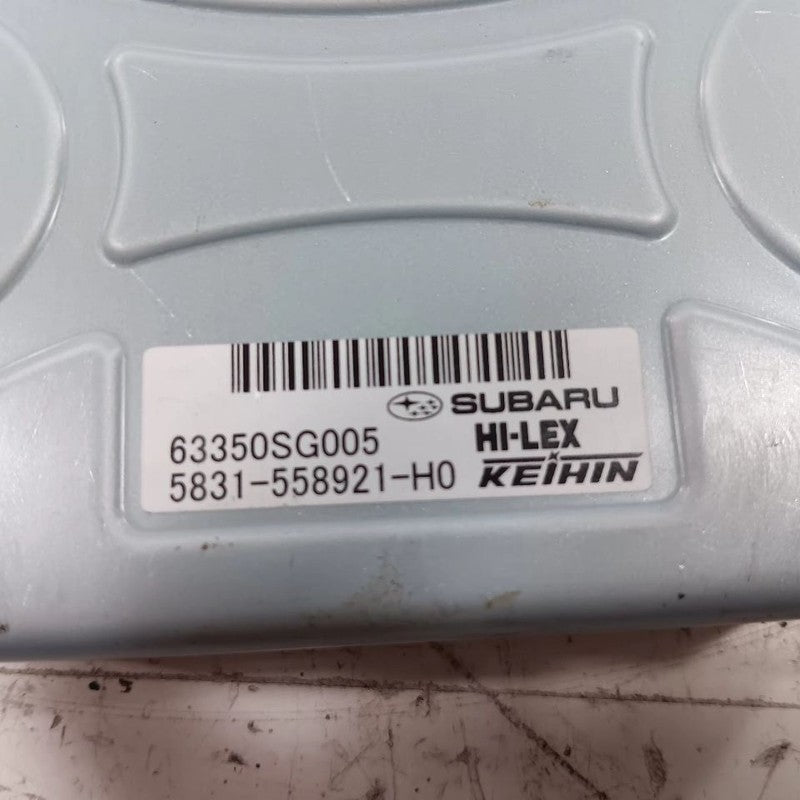 SUBARU
63350SG005 HI-LEX
5831-558921-H0 KEIHIN